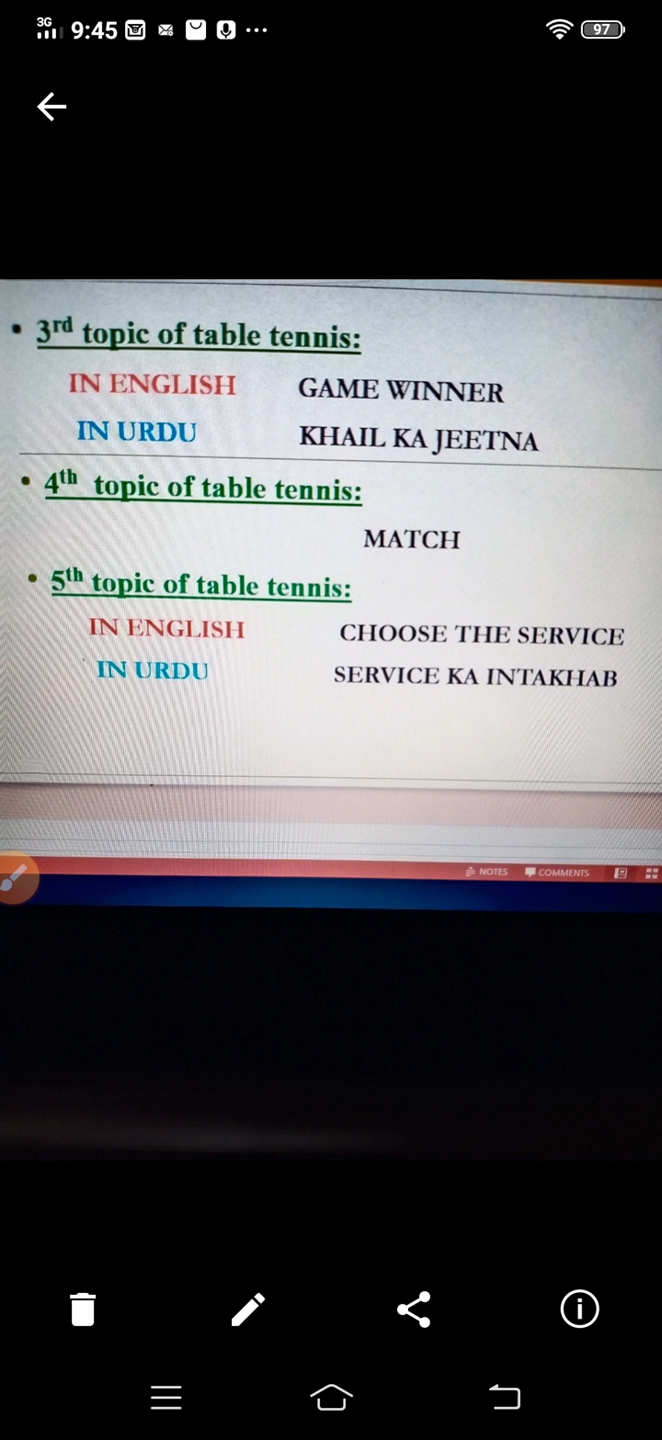 3G
9:45
97
• 3rd topic of table tennis:
IN ENGLISH GAME WINNER
IN URDU KHAIL KA JEETNA
• 4th topic of table tennis:
MATCH
• 5th topic of table tennis:
IN ENGLISH CHOOSE THE SERVICE
IN URDU SERVICE KA INTAKHAB
NOTES COMMENTS